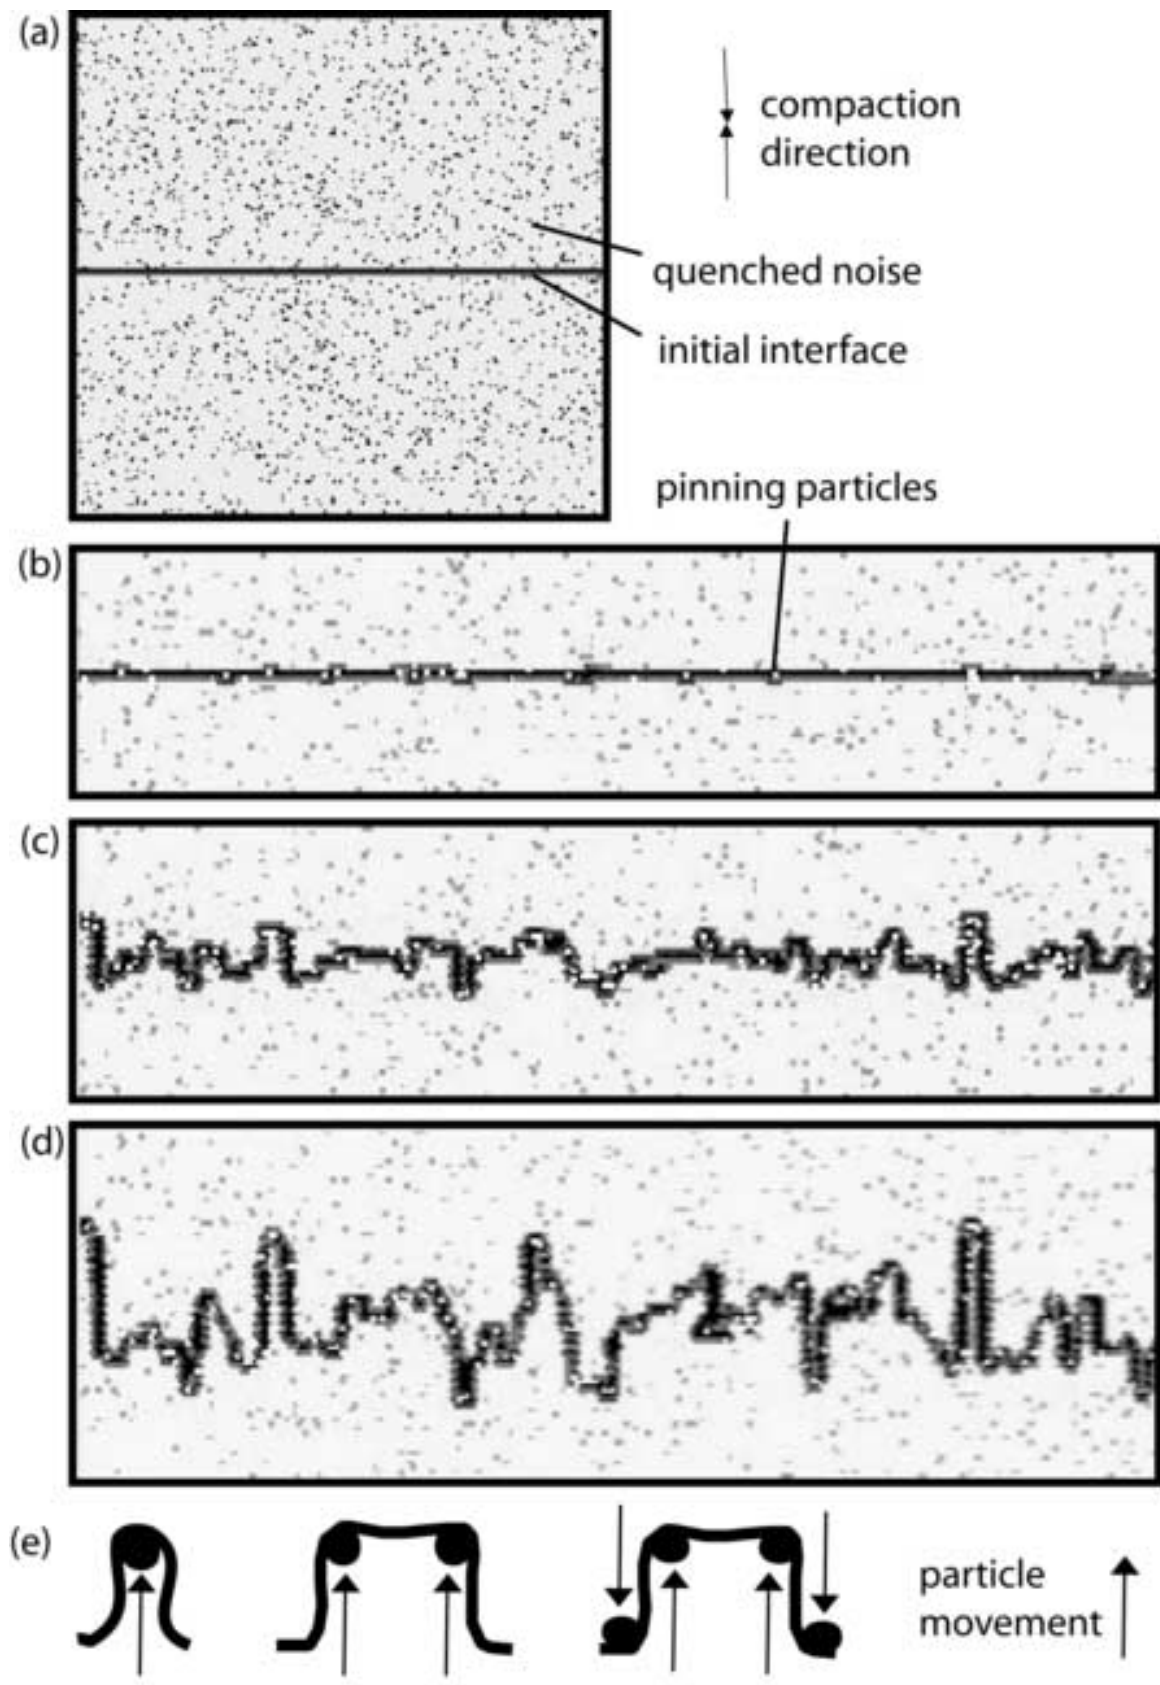 (a)
compaction
direction
quenched noise
initial interface
pinning particles
(b)
(c)
(d)
(e)
particle
movement